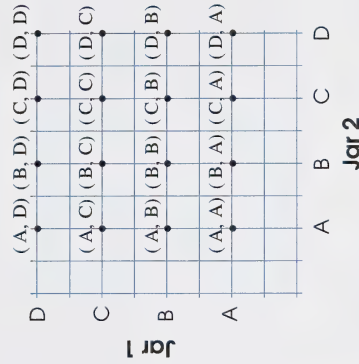 Jar 1
D
(A, D) (B, D) (C, D) (D, D)
C
(A, C) (B, C) (C, C) (D, C)
B
(A, B) (B, B) (C, B) (D, B)
A
(A, A) (B, A) (C, A) (D, A)
A B C D
Jar 2